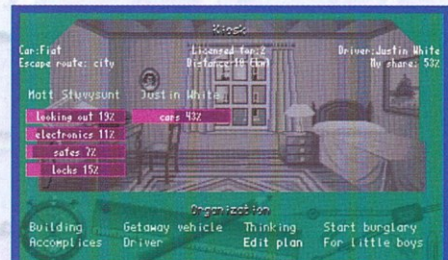 Kiosk
Car:Fiat Licensed for:2 Driver:Justin White
Escape route: city Distance:10 (km) My share: 53%
Matt Stuvysunt Justin White
looking out 19% cars 43%
electronics 11%
safes 7%
locks 15%
Organization
Building Getaway vehicle Thinking Start burglary
Accomplices Driver Edit plan For little boys